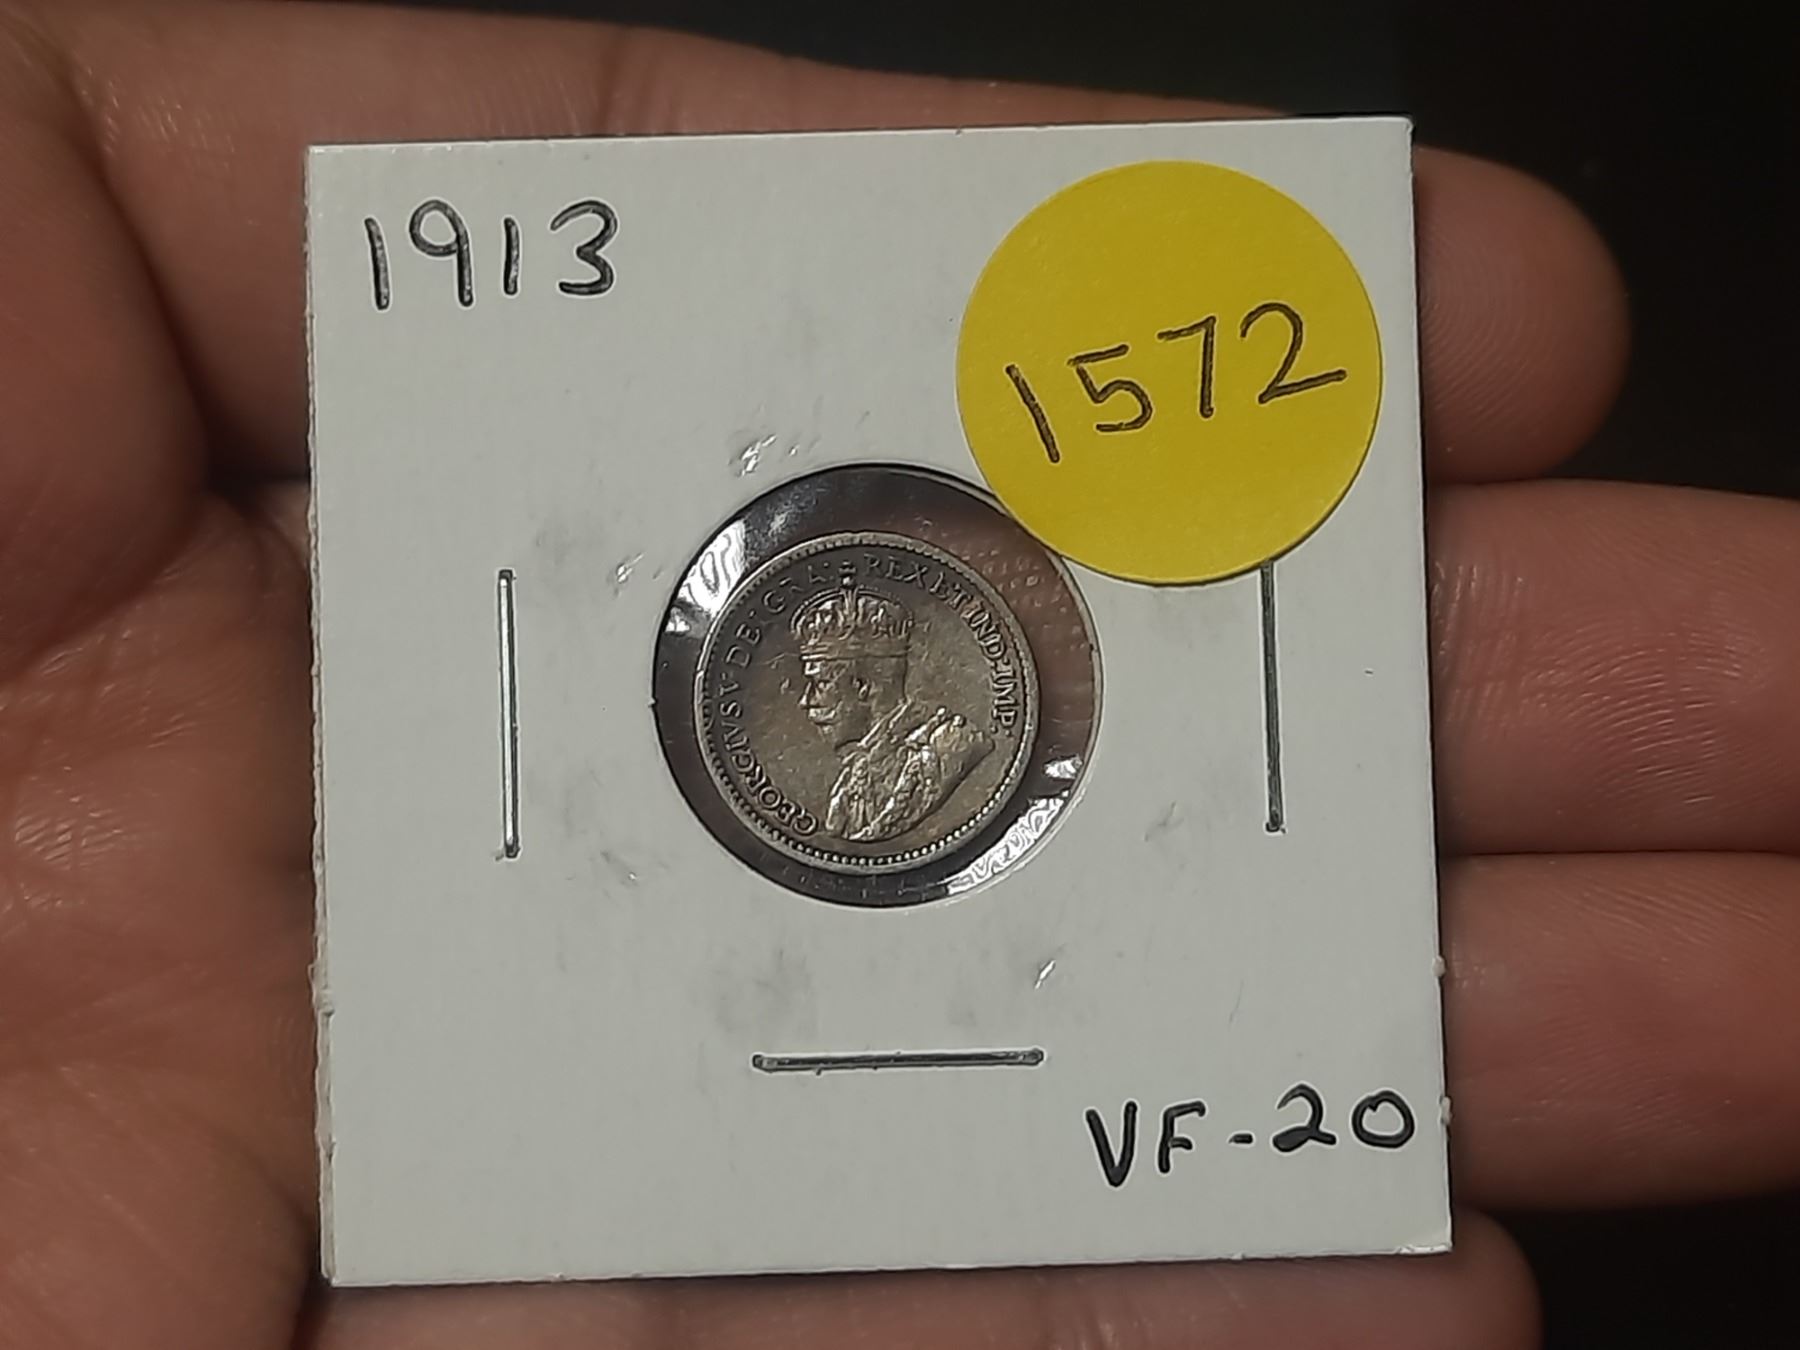 1913
1572
GEORGIVS V DEI GRA: REX ET IND: IMP:
VF-20